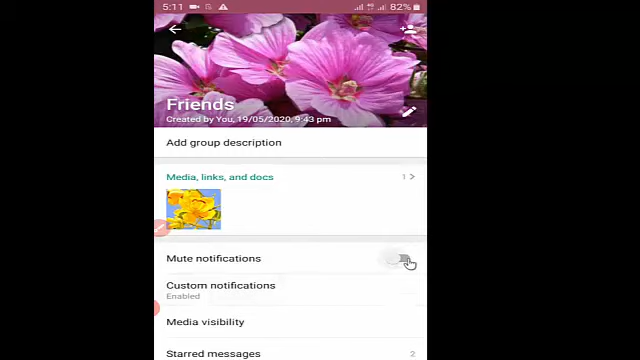 5:11 82%
Friends
Created by You, 19/05/2020, 9:43 pm
Add group description
Media, links, and docs 1 >
Mute notifications
Custom notifications
Enabled
Media visibility
Starred messages 2